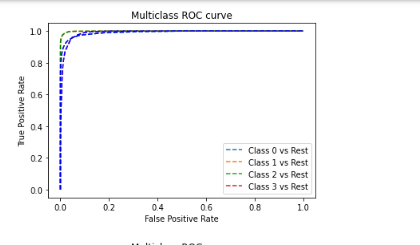 Multiclass ROC curve
1.0
0.8
0.6
0.4
0.2
0.0
True Positive Rate
Class 0 vs Rest
Class 1 vs Rest
Class 2 vs Rest
Class 3 vs Rest
0.0 0.2 0.4 0.6 0.8 1.0
False Positive Rate